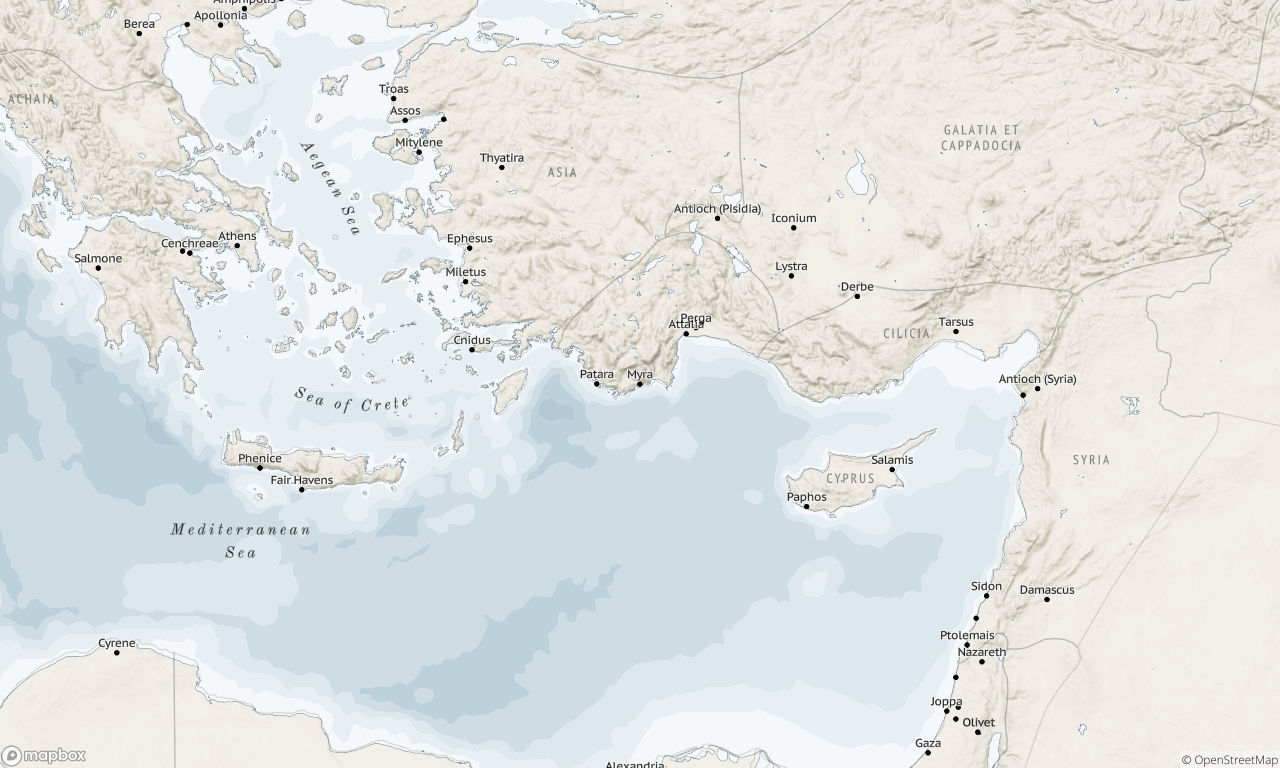 Amphipolis
Apollonia
Berea
ACHAIA
Troas
Assos
Mitylene
Aegean Sea
Thyatira
ASIA
GALATIA ET
CAPPADOCIA
Antioch (Pisidia)
Iconium
Ephesus
Athens
Cenchreae
Salmone
Miletus
Lystra
Derbe
Perga
Attalia
Tarsus
CILICIA
Cnidus
Patara
Myra
Antioch (Syria)
Sea of Crete
Phenice
Fair Havens
Salamis
CYPRUS
Paphos
SYRIA
Mediterranean
Sea
Sidon
Damascus
Ptolemais
Nazareth
Cyrene
Joppa
Olivet
Gaza
Alexandria
mapbox
© OpenStreetMap